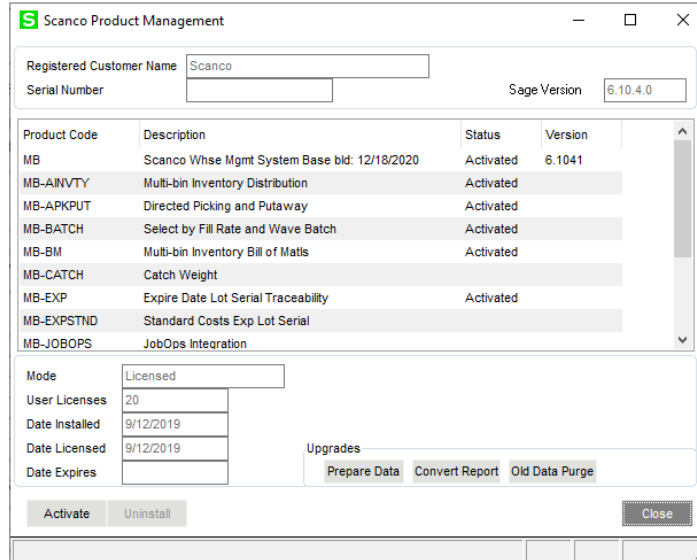 S Scanco Product Management
Registered Customer Name Scanco
Serial Number Sage Version 6.10.4.0
Product Code Description Status Version
MB Scanco Whse Mgmt System Base bld: 12/18/2020 Activated 6.1041
MB-AINVTY Multi-bin Inventory Distribution Activated
MB-APKPUT Directed Picking and Putaway Activated
MB-BATCH Select by Fill Rate and Wave Batch Activated
MB-BM Multi-bin Inventory Bill of Matls Activated
MB-CATCH Catch Weight
MB-EXP Expire Date Lot Serial Traceability Activated
MB-EXPSTND Standard Costs Exp Lot Serial
MB-JOBOPS JobOps Integration
Mode Licensed
User Licenses 20
Date Installed 9/12/2019
Date Licensed 9/12/2019 Upgrades
Date Expires Prepare Data Convert Report Old Data Purge
Activate Uninstall Close